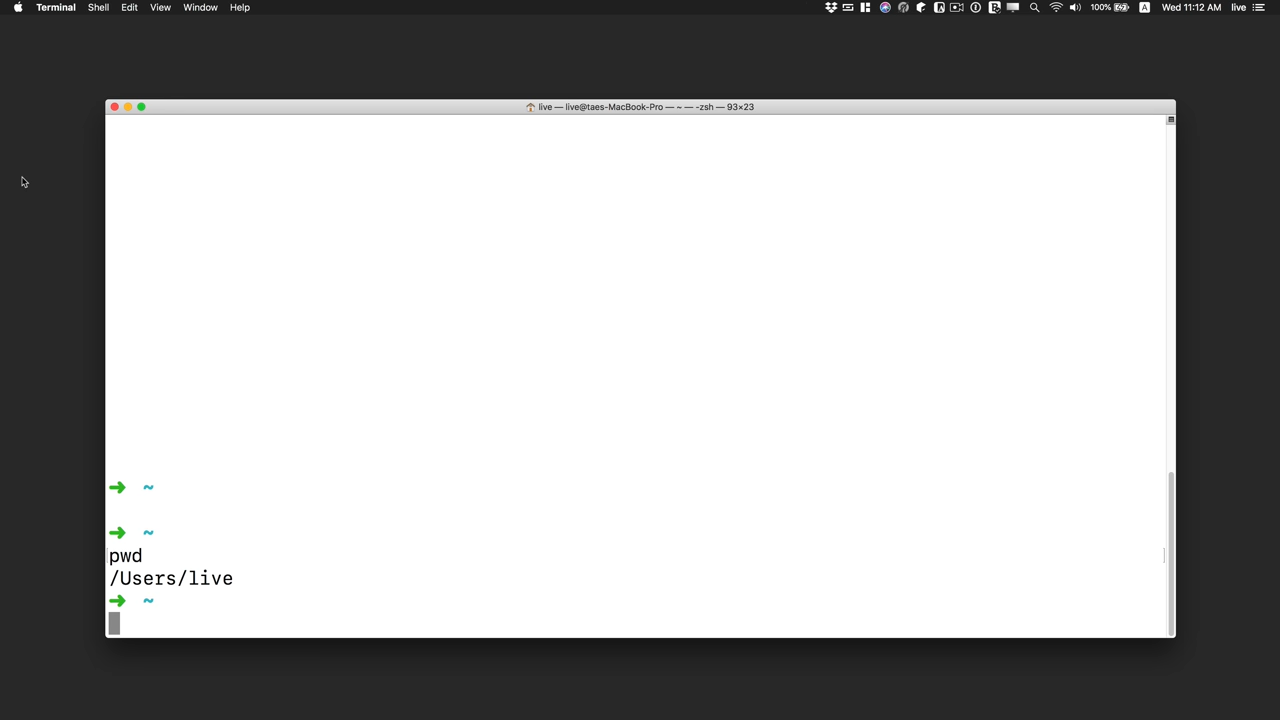 Terminal Shell Edit View Window Help 100% A Wed 11:12 AM live
live — live@taes-MacBook-Pro — ~ — -zsh — 93×23
➜ ~
➜ ~
pwd
/Users/live
➜ ~